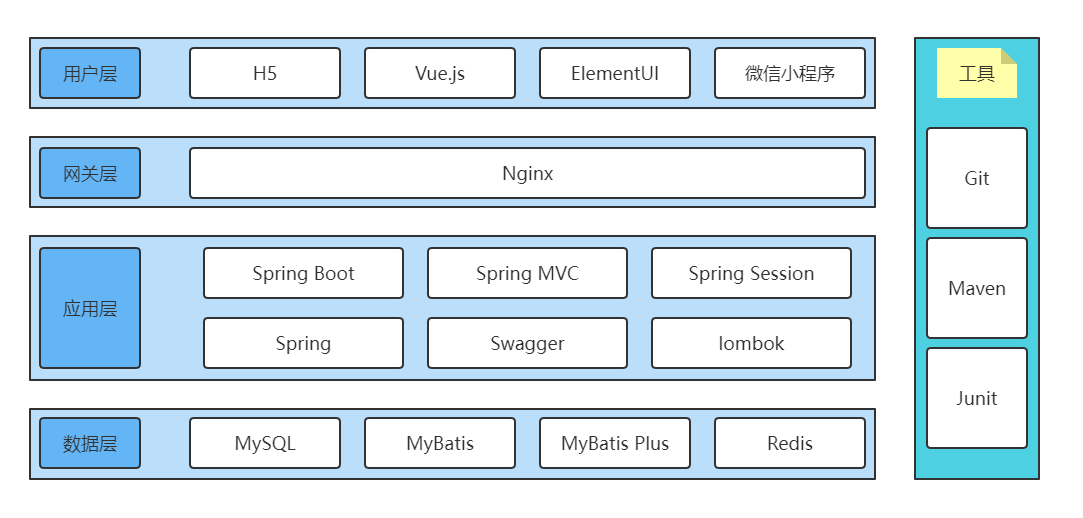 用户层
H5
Vue.js
ElementUI
微信小程序
网关层
Nginx
应用层
Spring Boot
Spring MVC
Spring Session
Spring
Swagger
lombok
数据层
MySQL
MyBatis
MyBatis Plus
Redis
工具
Git
Maven
Junit